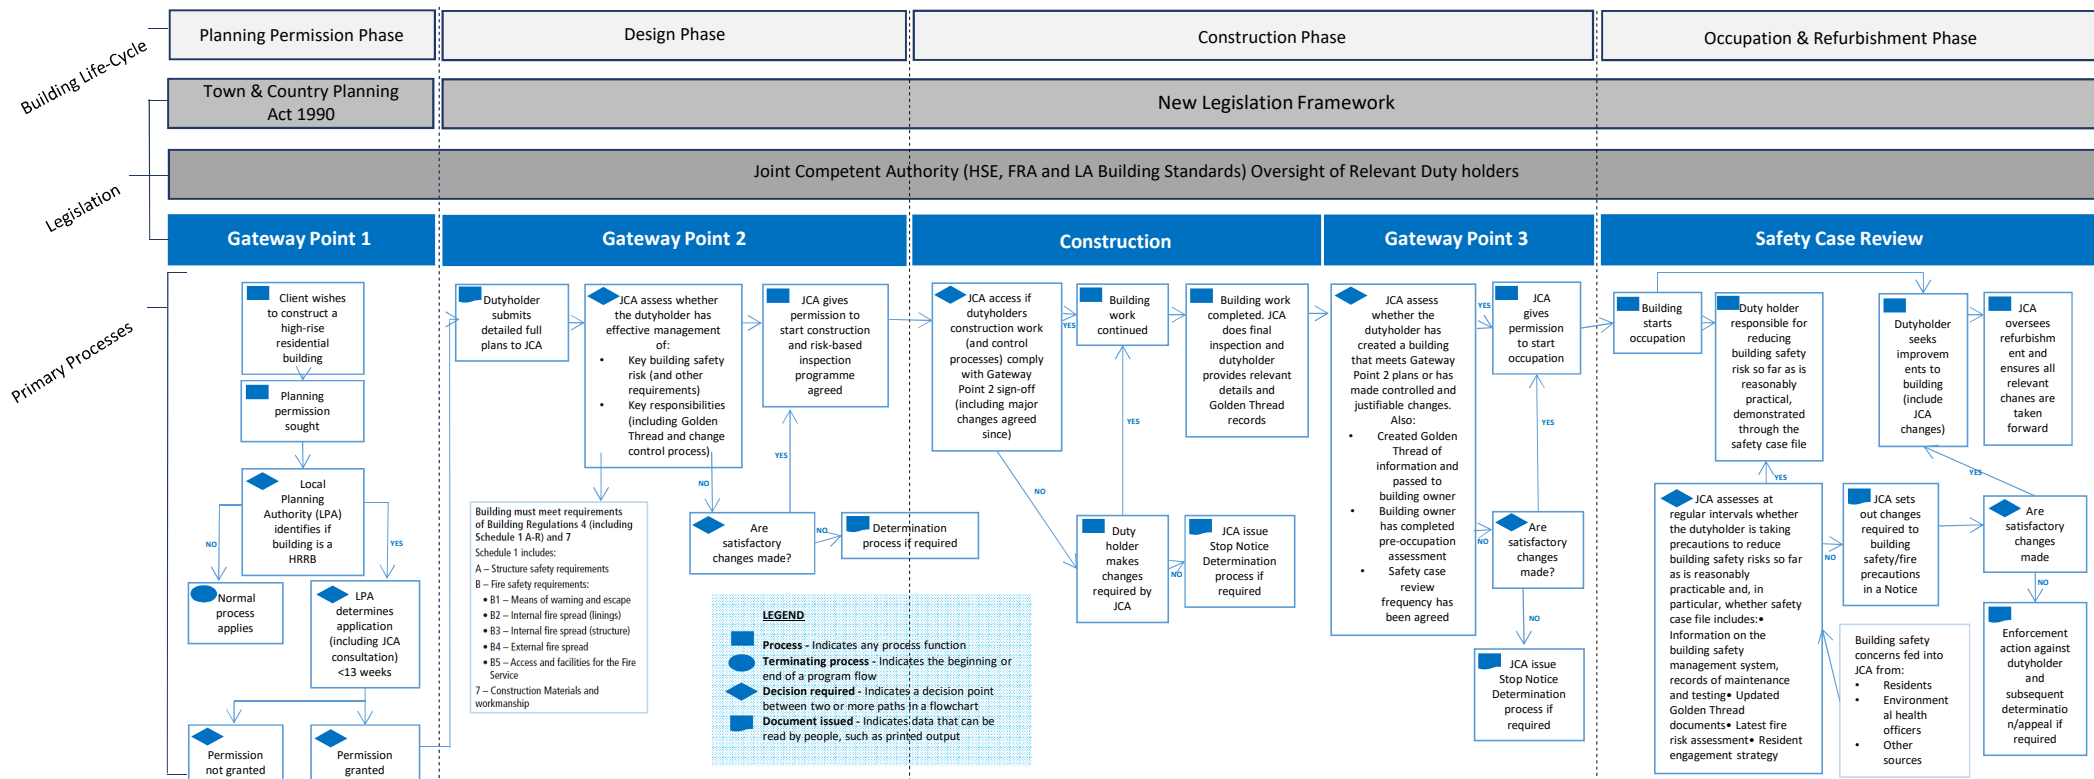 Building Life-Cycle
Planning Permission Phase
Design Phase
Construction Phase
Occupation & Refurbishment Phase
Legislation
Town & Country Planning
Act 1990
New Legislation Framework
Joint Competent Authority (HSE, FRA and LA Building Standards) Oversight of Relevant Duty holders
Gateway Point 1
Gateway Point 2
Construction
Gateway Point 3
Safety Case Review
Primary Processes
Client wishes
to construct a
high-rise
residential
building
Planning
permission
sought
Local
Planning
Authority (LPA)
identifies if
building is a
HRRB
NO
YES
Normal
process
applies
LPA
determines
application
(including JCA
consultation)
<13 weeks
Permission
not granted
Permission
granted
Dutyholder
submits
detailed full
plans to JCA
JCA assess whether
the dutyholder has
effective management
of:
• Key building safety
risk (and other
requirements)
• Key responsibilities
(including Golden
Thread and change
control process)
JCA gives
permission to
start construction
and risk-based
inspection
programme
agreed
YES
NO
Building must meet requirements
of Building Regulations 4 (including
Schedule 1 A-R) and 7
Schedule 1 includes:
A – Structure safety requirements
B – Fire safety requirements:
• B1 – Means of warning and escape
• B2 – Internal fire spread (linings)
• B3 – Internal fire spread (structure)
• B4 – External fire spread
• B5 – Access and facilities for the Fire
Service
7 – Construction Materials and
workmanship
Are
satisfactory
changes made?
NO
Determination
process if required
LEGEND
Process - Indicates any process function
Terminating process - Indicates the beginning or
end of a program flow
Decision required - Indicates a decision point
between two or more paths in a flowchart
Document issued - Indicates data that can be
read by people, such as printed output
JCA access if
dutyholders
construction work
(and control
processes) comply
with Gateway
Point 2 sign-off
(including major
changes agreed
since)
YES
Building
work
continued
Building work
completed. JCA
does final
inspection and
dutyholder
provides relevant
details and
Golden Thread
records
YES
NO
Duty
holder
makes
changes
required by
JCA
NO
JCA issue
Stop Notice
Determination
process if
required
JCA assess
whether the
dutyholder has
created a building
that meets Gateway
Point 2 plans or has
made controlled and
justifiable changes.
Also:
• Created Golden
Thread of
information and
passed to
building owner
• Building owner
has completed
pre-occupation
assessment
• Safety case
review
frequency has
been agreed
YES
JCA
gives
permission
to start
occupation
YES
NO
Are
satisfactory
changes
made?
NO
JCA issue
Stop Notice
Determination
process if
required
Building
starts
occupation
Duty holder
responsible for
reducing
building safety
risk so far as is
reasonably
practical,
demonstrated
through the
safety case file
YES
JCA assesses at
regular intervals whether
the dutyholder is taking
precautions to reduce
building safety risks so far
as is reasonably
practicable and, in
particular, whether safety
case file includes:•
Information on the
building safety
management system,
records of maintenance
and testing• Updated
Golden Thread
documents• Latest fire
risk assessment• Resident
engagement strategy
NO
JCA sets
out changes
required to
building
safety/fire
precautions
in a Notice
Building safety
concerns fed into
JCA from:
• Residents
• Environment
al health
officers
• Other
sources
Dutyholder
seeks
improvem
ents to
building
(include
JCA
changes)
JCA
oversees
refurbishm
ent and
ensures all
relevant
chanes are
taken
forward
YES
Are
satisfactory
changes
made
NO
Enforcement
action against
dutyholder
and
subsequent
determinatio
n/appeal if
required